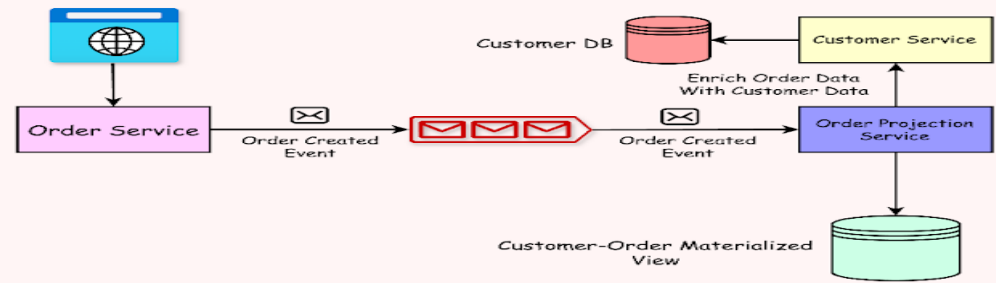 Customer DB
Customer Service
Enrich Order Data
With Customer Data
Order Service
Order Created
Event
Order Created
Event
Order Projection
Service
Customer-Order Materialized
View